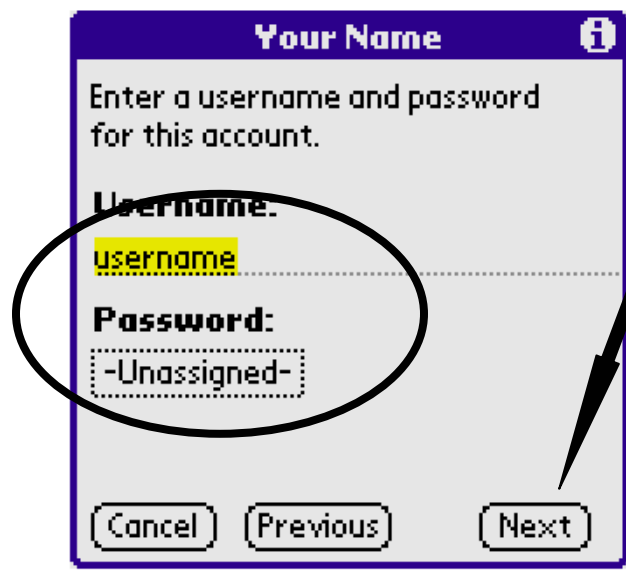 Your Name
Enter a username and password
for this account.
Username:
username
Password:
-Unassigned-
Cancel Previous Next